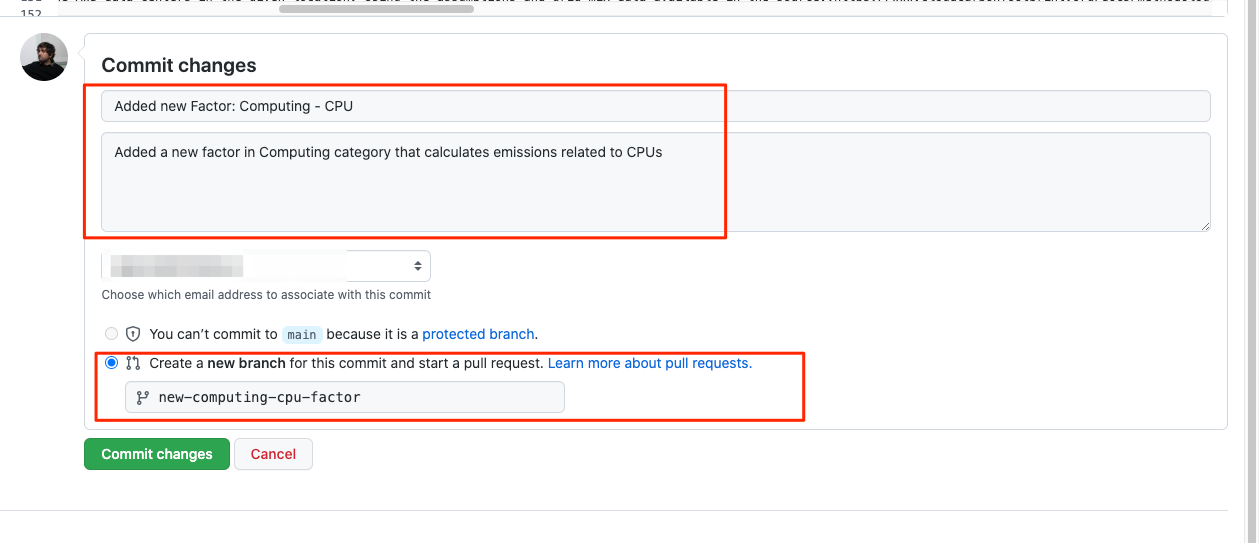 152
Commit changes
Added new Factor: Computing - CPU
Added a new factor in Computing category that calculates emissions related to CPUs
Choose which email address to associate with this commit
You can’t commit to main because it is a protected branch.
Create a new branch for this commit and start a pull request. Learn more about pull requests.
new-computing-cpu-factor
Commit changes Cancel